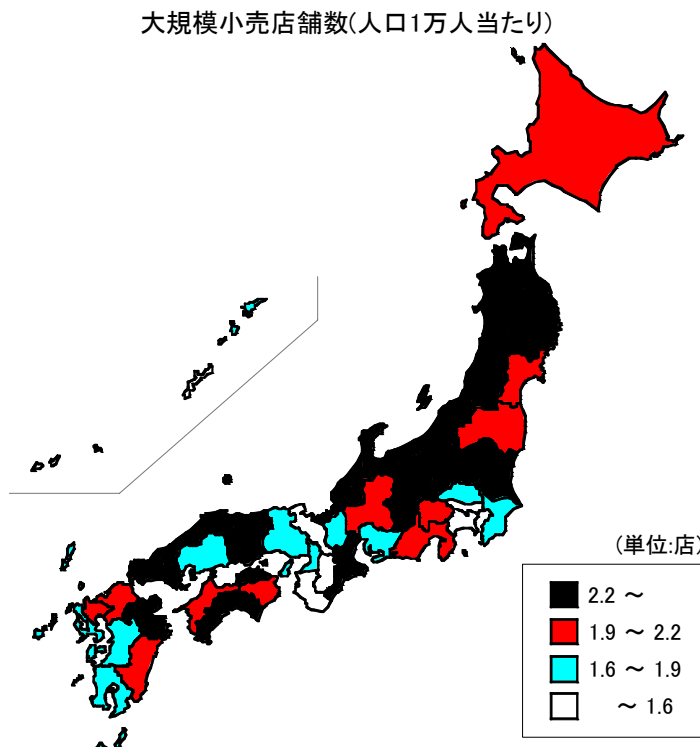 大規模小売店舗数(人口1万人当たり)
(単位:店)
2.2 ～
1.9 ～ 2.2
1.6 ～ 1.9
～ 1.6